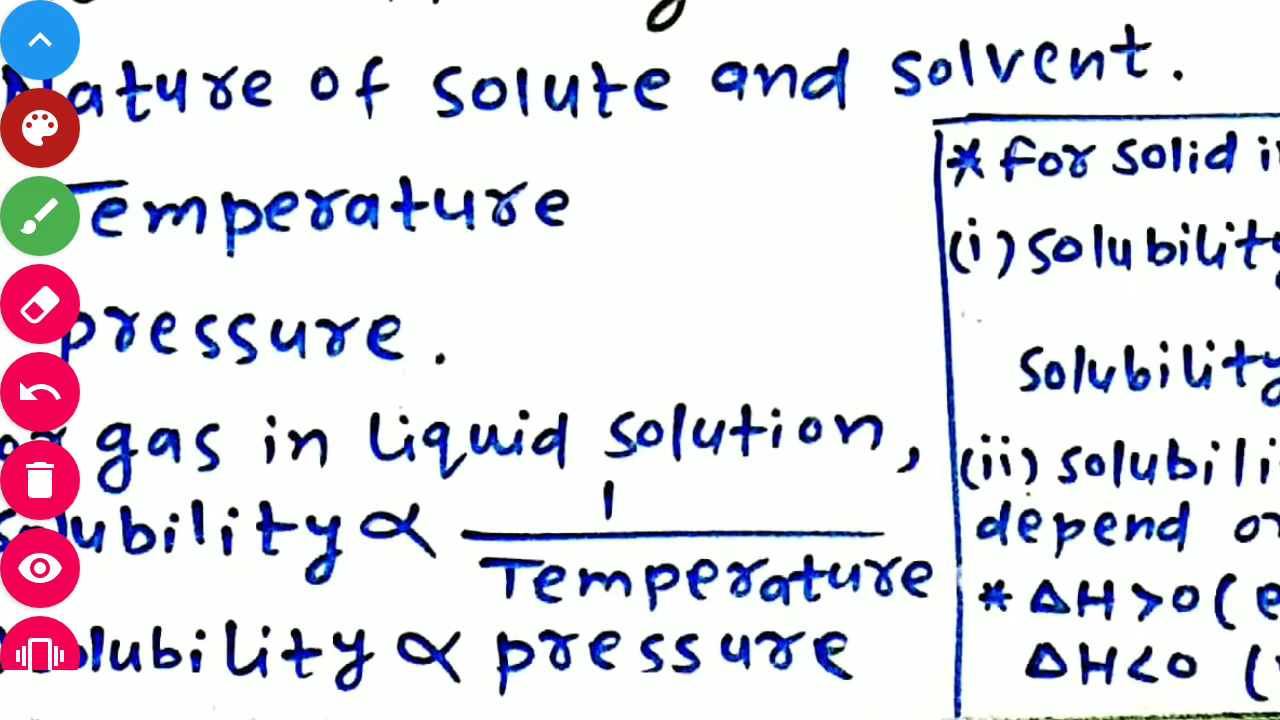 Nature of solute and solvent.
Temperature
pressure.
gas in liquid solution,
solubility ∝ 1/Temperature
solubility ∝ pressure
* for solid
(i) solubility
solubility
(ii)
depend
* ΔH>0 (
ΔH<0 (